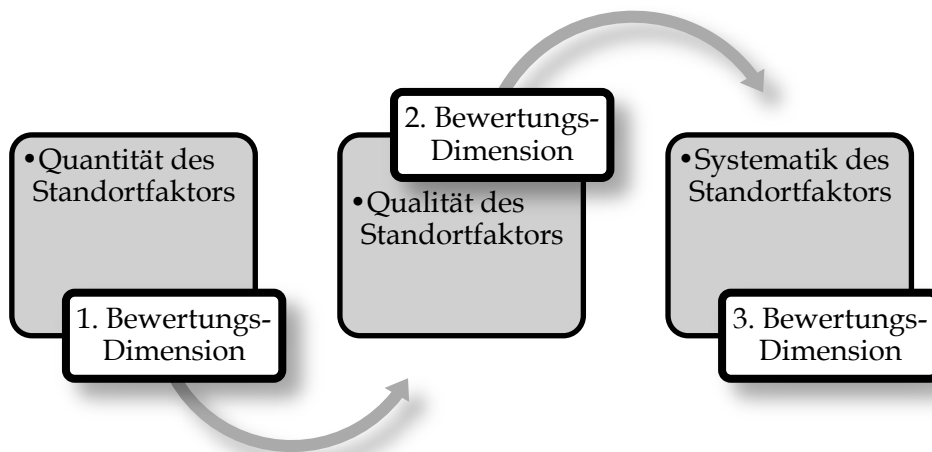 •Quantität des
Standortfaktors
1. Bewertungs-
Dimension
2. Bewertungs-
Dimension
•Qualität des
Standortfaktors
•Systematik des
Standortfaktors
3. Bewertungs-
Dimension